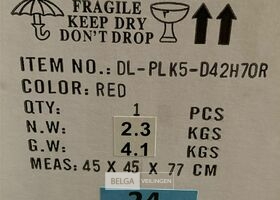 FRAGILE
KEEP DRY
DON'T DROP
ITEM NO.: DL-PLK5-D42H70R
COLOR: RED
QTY: 1 PCS
N.W: 2.3 KGS
G.W: 4.1 KGS
MEAS: 45 X 45 X 77 CM
BELGA VEILINGEN
24